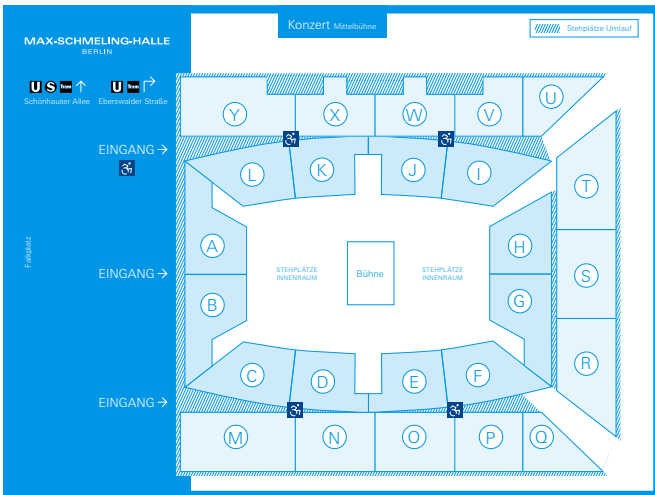 Konzert Mittelbühne
Stehplätze Umlauf
MAX-SCHMELING-HALLE
BERLIN
U S Tram U Tram
Schönhauser Allee Eberswalder Straße
EINGANG
EINGANG
EINGANG
Falkplatz
Y X W V U
L K J I
T
A H
S
B G
R
C D E F
M N O P Q
STEHPLÄTZE
INNENRAUM
Bühne
STEHPLÄTZE
INNENRAUM